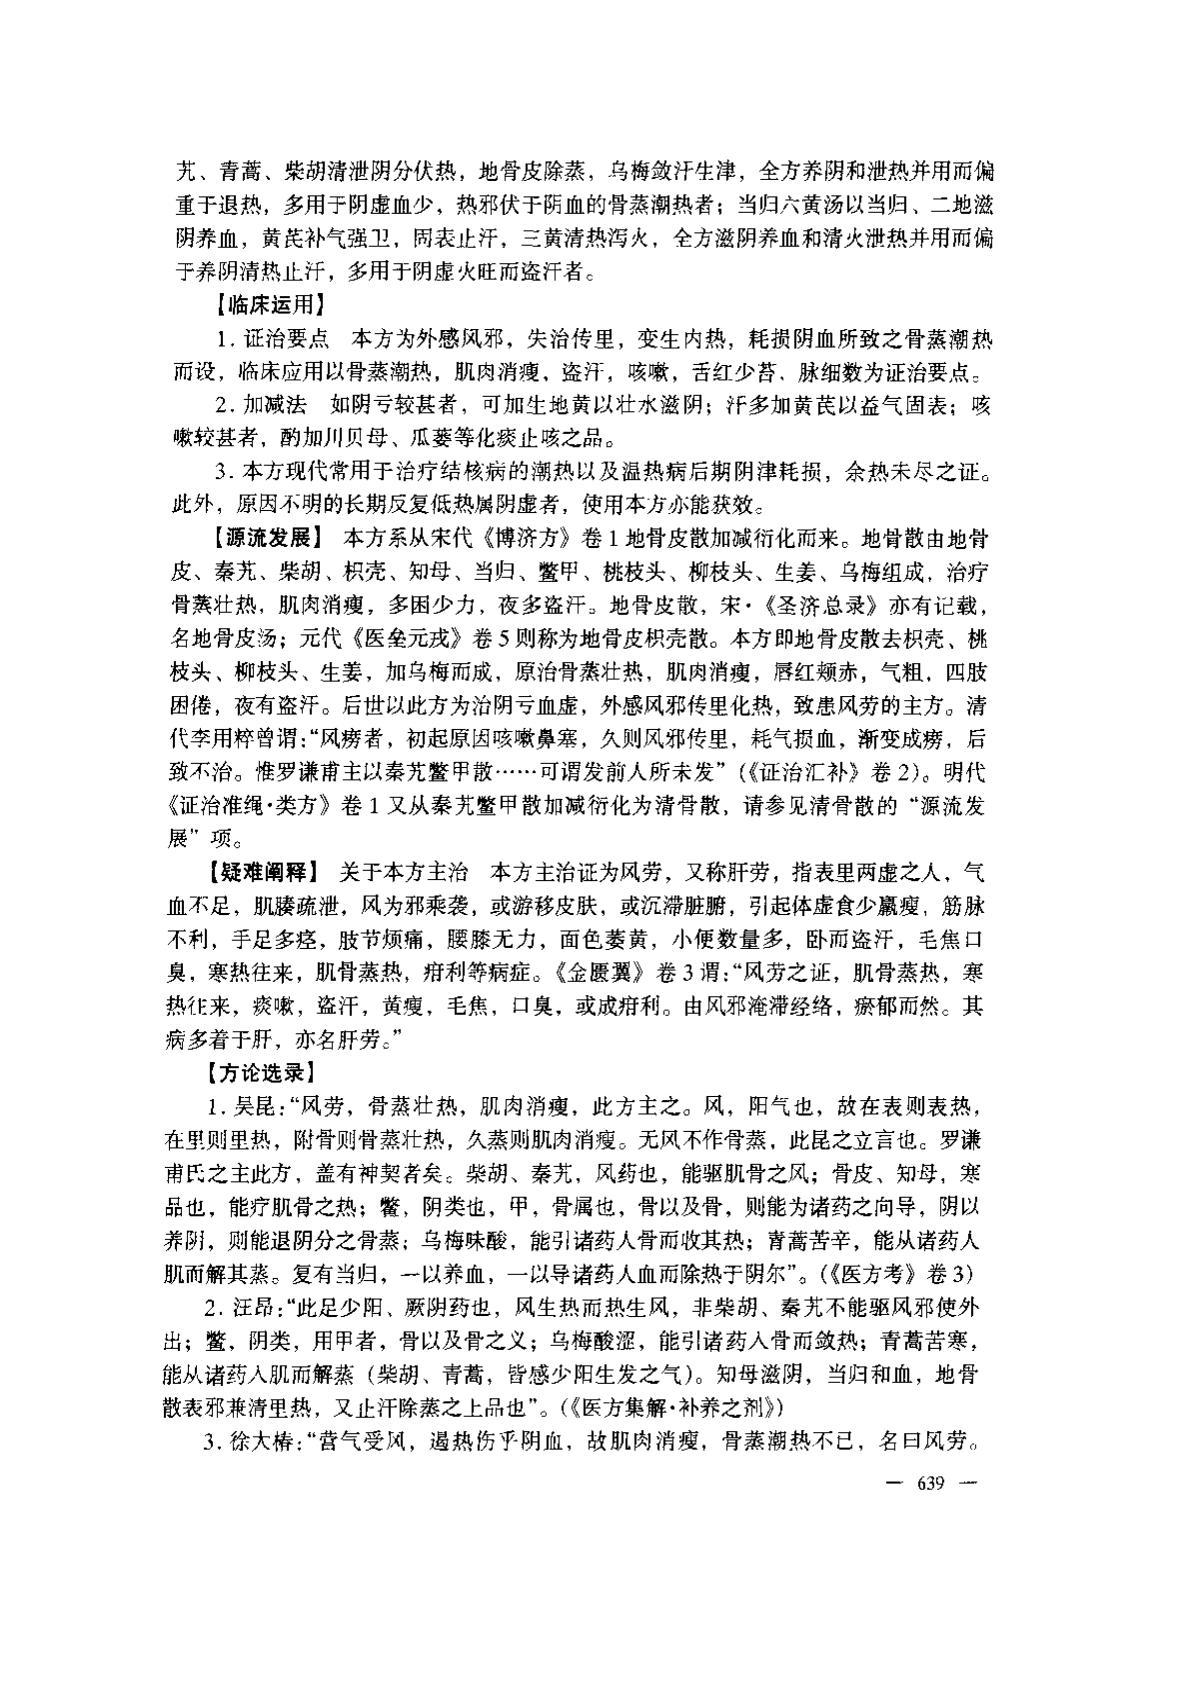 艽、青蒿、柴胡清泄阴分伏热，地骨皮除蒸，乌梅敛汗生津，全方养阴和泄热并用而偏
重于退热，多用于阴虚血少，热邪伏于阴血的骨蒸潮热者；当归六黄汤以当归、二地滋
阴养血，黄芪补气强卫，固表止汗，三黄清热泻火，全方滋阴养血和清火泄热并用而偏
于养阴清热止汗，多用于阴虚火旺而盗汗者。
【临床运用】
1. 证治要点　本方为外感风邪，失治传里，变生内热，耗损阴血所致之骨蒸潮热
而设，临床应用以骨蒸潮热，肌肉消瘦，盗汗，咳嗽，舌红少苔、脉细数为证治要点。
2. 加减法　如阴亏较甚者，可加生地黄以壮水滋阴；汗多加黄芪以益气固表；咳
嗽较甚者，酌加川贝母、瓜蒌等化痰止咳之品。
3. 本方现代常用于治疗结核病的潮热以及温热病后期阴津耗损，余热未尽之证。
此外，原因不明的长期反复低热属阴虚者，使用本方亦能获效。
【源流发展】　本方系从宋代《博济方》卷 1 地骨皮散加减衍化而来。地骨散由地骨
皮、秦艽、柴胡、枳壳、知母、当归、鳖甲、桃枝头、柳枝头、生姜、乌梅组成，治疗
骨蒸壮热，肌肉消瘦，多困少力，夜多盗汗。地骨皮散，宋·《圣济总录》亦有记载，
名地骨皮汤；元代《医垒元戎》卷 5 则称为地骨皮枳壳散。本方即地骨皮散去枳壳、桃
枝头、柳枝头、生姜，加乌梅而成，原治骨蒸壮热，肌肉消瘦，唇红颊赤，气粗，四肢
困倦，夜有盗汗。后世以此方为治阴亏血虚，外感风邪传里化热，致患风劳的主方。清
代李用粹曾谓：“风痨者，初起原因咳嗽鼻塞，久则风邪传里，耗气损血，渐变成痨，后
致不治。惟罗谦甫主以秦艽鳖甲散……可谓发前人所未发”（《证治汇补》卷 2）。明代
《证治准绳·类方》卷 1 又从秦艽鳖甲散加减衍化为清骨散，请参见清骨散的“源流发
展”项。
【疑难阐释】　关于本方主治　本方主治证为风劳，又称肝劳，指表里两虚之人，气
血不足，肌腠疏泄，风为邪乘袭，或游移皮肤，或沉滞脏腑，引起体虚食少羸瘦，筋脉
不利，手足多疼，肢节烦痛，腰膝无力，面色萎黄，小便数量多，卧而盗汗，毛焦口
臭，寒热往来，肌骨蒸热，疳利等病症。《金匮翼》卷 3 谓：“风劳之证，肌骨蒸热，寒
热往来，痰嗽，盗汗，黄瘦，毛焦，口臭，或成疳利。由风邪淹滞经络，瘀郁而然。其
病多着于肝，亦名肝劳。”
【方论选录】
1. 吴昆：“风劳，骨蒸壮热，肌肉消瘦，此方主之。风，阳气也，故在表则表热，
在里则里热，附骨则骨蒸壮热，久蒸则肌肉消瘦。无风不作骨蒸，此昆之立言也。罗谦
甫氏之主此方，盖有神契者矣。柴胡、秦艽，风药也，能驱肌骨之风；骨皮、知母，寒
品也，能疗肌骨之热；鳖，阴类也，甲，骨属也，骨以及骨，则能为诸药之向导，阴以
养阴，则能退阴分之骨蒸；乌梅味酸，能引诸药人骨而收其热；青蒿苦辛，能从诸药人
肌而解其蒸。复有当归，一以养血，一以导诸药人血而除热于阴尔”。（《医方考》卷 3）
2. 汪昂：“此足少阳、厥阴药也，风生热而热生风，非柴胡、秦艽不能驱风邪使外
出；鳖，阴类，用甲者，骨以及骨之义；乌梅酸涩，能引诸药入骨而敛热；青蒿苦寒，
能从诸药人肌而解蒸（柴胡、青蒿，皆感少阳生发之气）。知母滋阴，当归和血，地骨
散表邪兼清里热，又止汗除蒸之上品也”。（《医方集解·补养之剂》）
3. 徐大椿：“营气受风，遏热伤乎阴血，故肌肉消瘦，骨蒸潮热不已，名曰风劳。
— 639 —